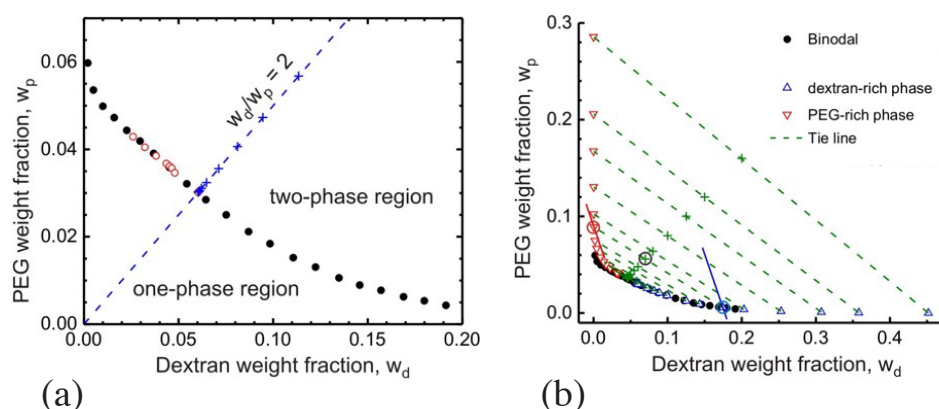 0.06
0.04
0.02
0.00
PEG weight fraction, wₚ
w_d/wₚ = 2
two-phase region
one-phase region
0.00 0.05 0.10 0.15 0.20
Dextran weight fraction, w_d
(a)
(b)
0.3
0.2
0.1
0.0
PEG weight fraction, wₚ
Binodal
dextran-rich phase
PEG-rich phase
Tie line
0.0 0.1 0.2 0.3 0.4
Dextran weight fraction, w_d